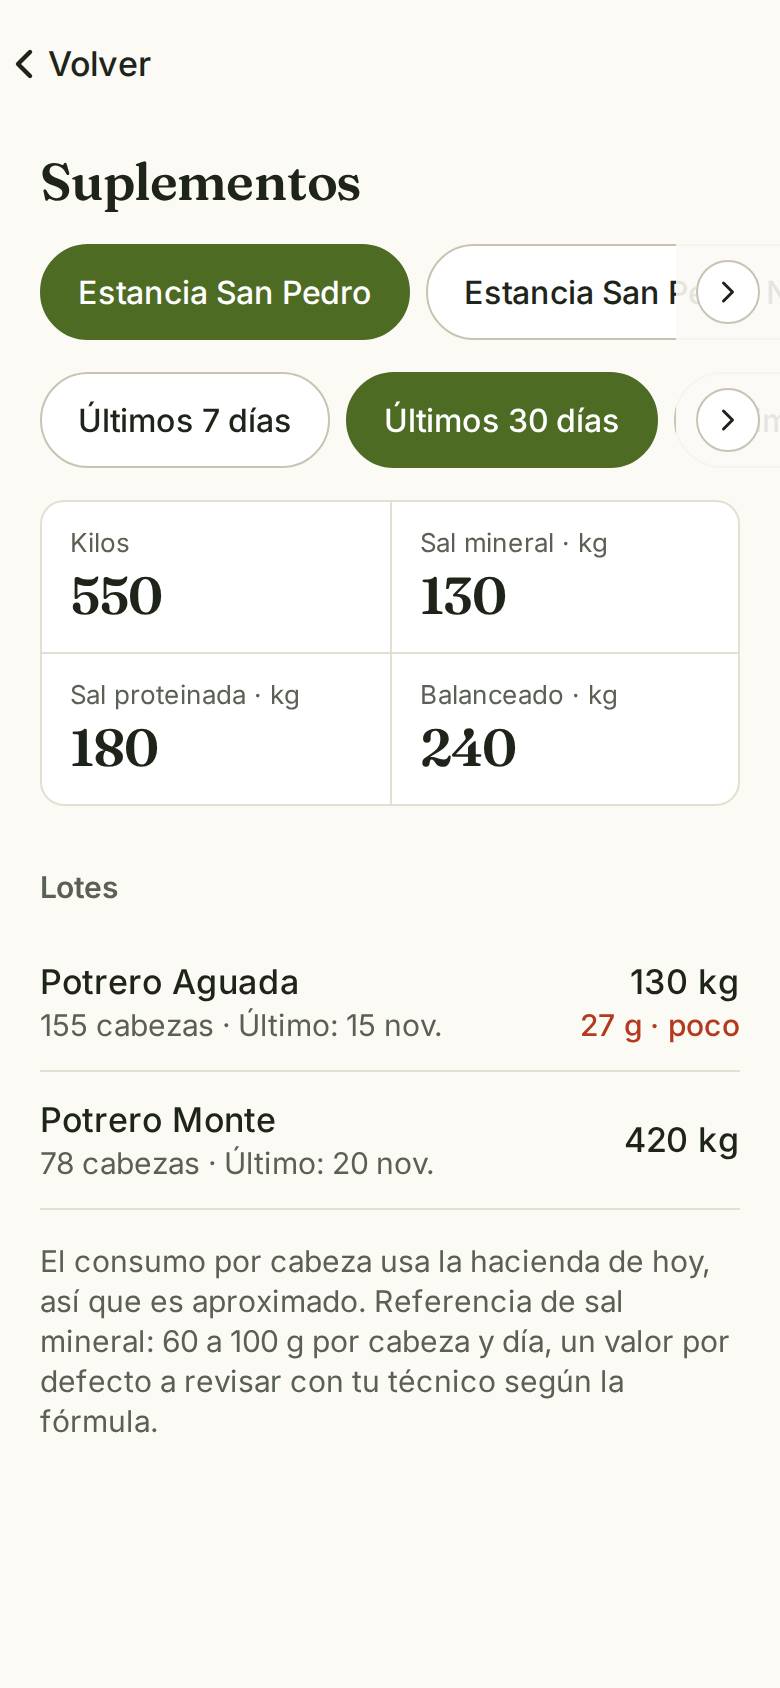 Volver
Suplementos
Estancia San Pedro
Estancia San Pe
Últimos 7 días
Últimos 30 días
Kilos
550
Sal mineral · kg
130
Sal proteinada · kg
180
Balanceado · kg
240
Lotes
Potrero Aguada
130 kg
155 cabezas · Último: 15 nov.
27 g · poco
Potrero Monte
420 kg
78 cabezas · Último: 20 nov.
El consumo por cabeza usa la hacienda de hoy,
así que es aproximado. Referencia de sal
mineral: 60 a 100 g por cabeza y día, un valor por
defecto a revisar con tu técnico según la
fórmula.